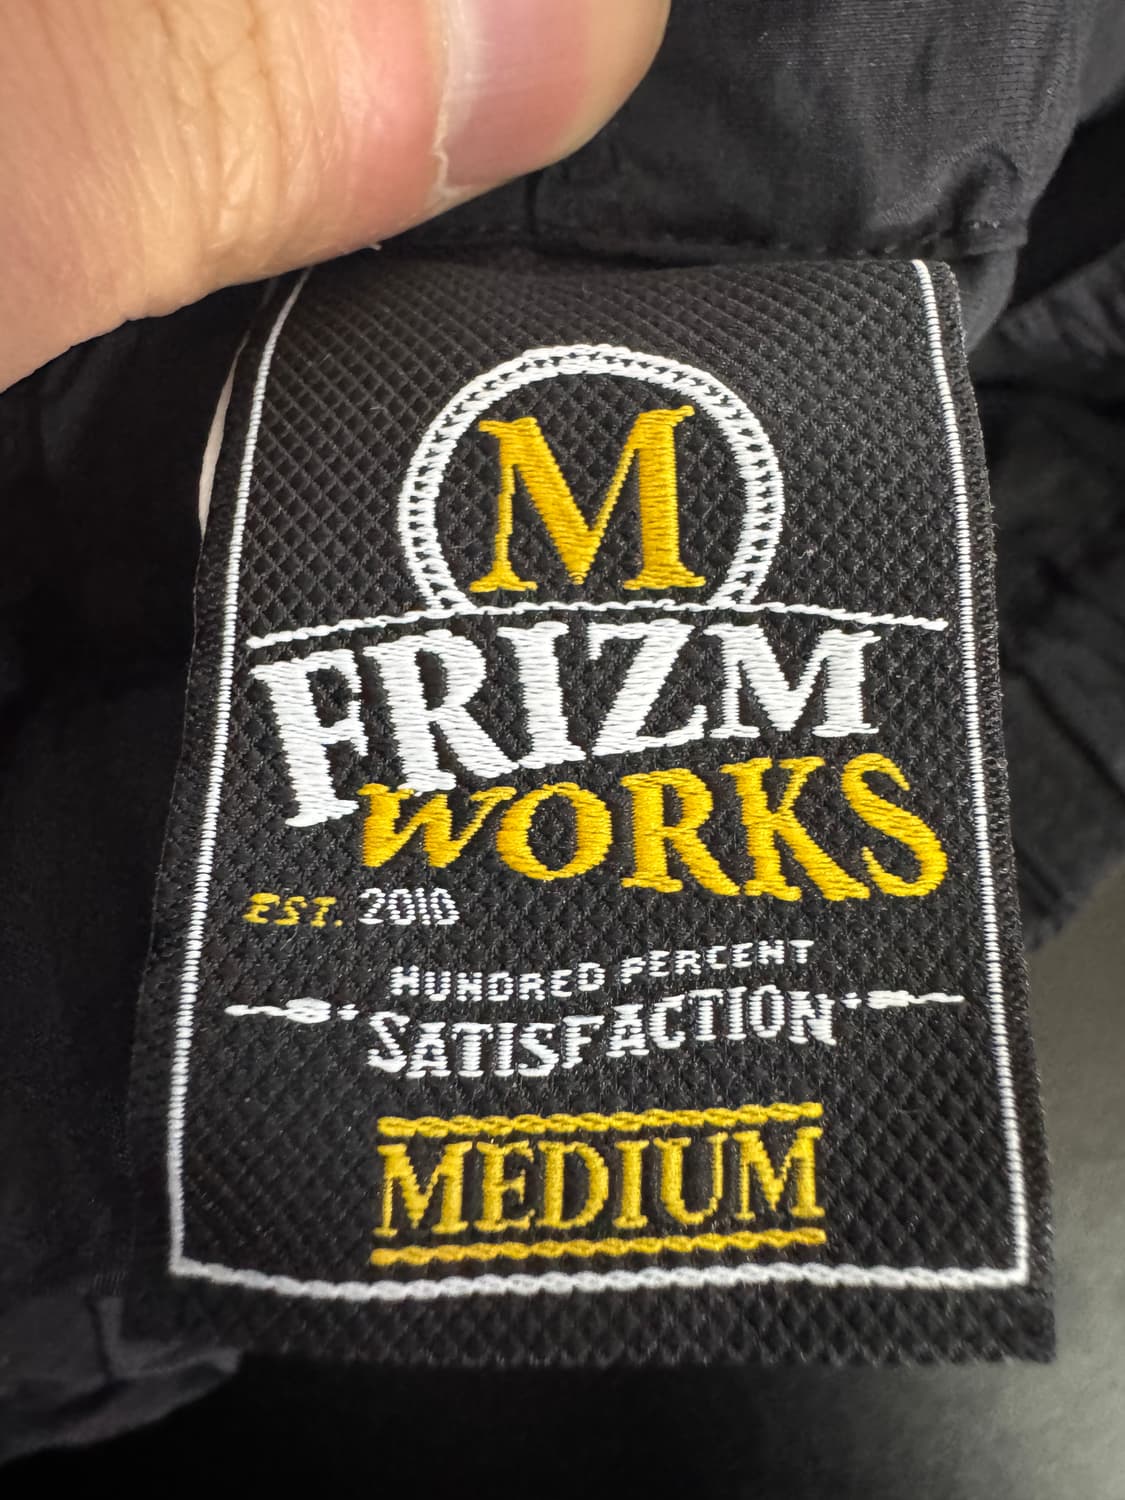 M
FRIZM
WORKS
EST. 2010
HUNDRED PERCENT
SATISFACTION
MEDIUM